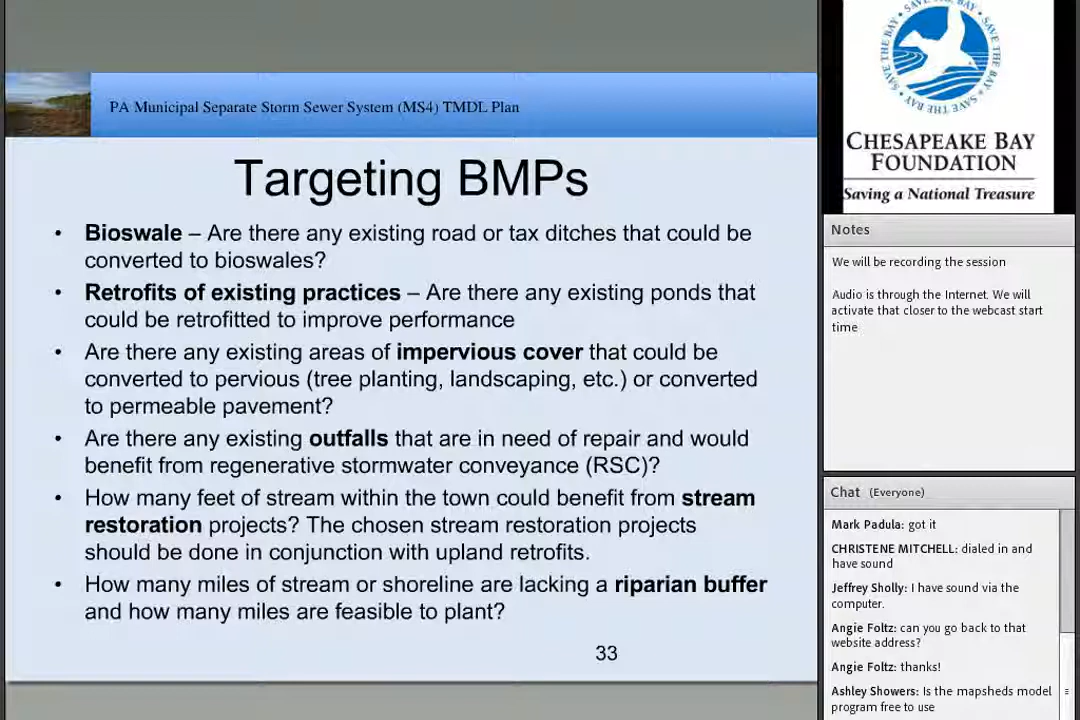 PA Municipal Separate Storm Sewer System (MS4) TMDL Plan
Targeting BMPs
• Bioswale – Are there any existing road or tax ditches that could be
converted to bioswales?
• Retrofits of existing practices – Are there any existing ponds that
could be retrofitted to improve performance
• Are there any existing areas of impervious cover that could be
converted to pervious (tree planting, landscaping, etc.) or converted
to permeable pavement?
• Are there any existing outfalls that are in need of repair and would
benefit from regenerative stormwater conveyance (RSC)?
• How many feet of stream within the town could benefit from stream
restoration projects? The chosen stream restoration projects
should be done in conjunction with upland retrofits.
• How many miles of stream or shoreline are lacking a riparian buffer
and how many miles are feasible to plant?
33
SAVE THE BAY • SAVE THE BAY • SAVE THE BAY
CHESAPEAKE BAY
FOUNDATION
Saving a National Treasure
Notes
We will be recording the session
Audio is through the Internet. We will
activate that closer to the webcast start
time
Chat (Everyone)
Mark Padula: got it
CHRISTENE MITCHELL: dialed in and
have sound
Jeffrey Sholly: I have sound via the
computer.
Angie Foltz: can you go back to that
website address?
Angie Foltz: thanks!
Ashley Showers: Is the mapsheds model
program free to use